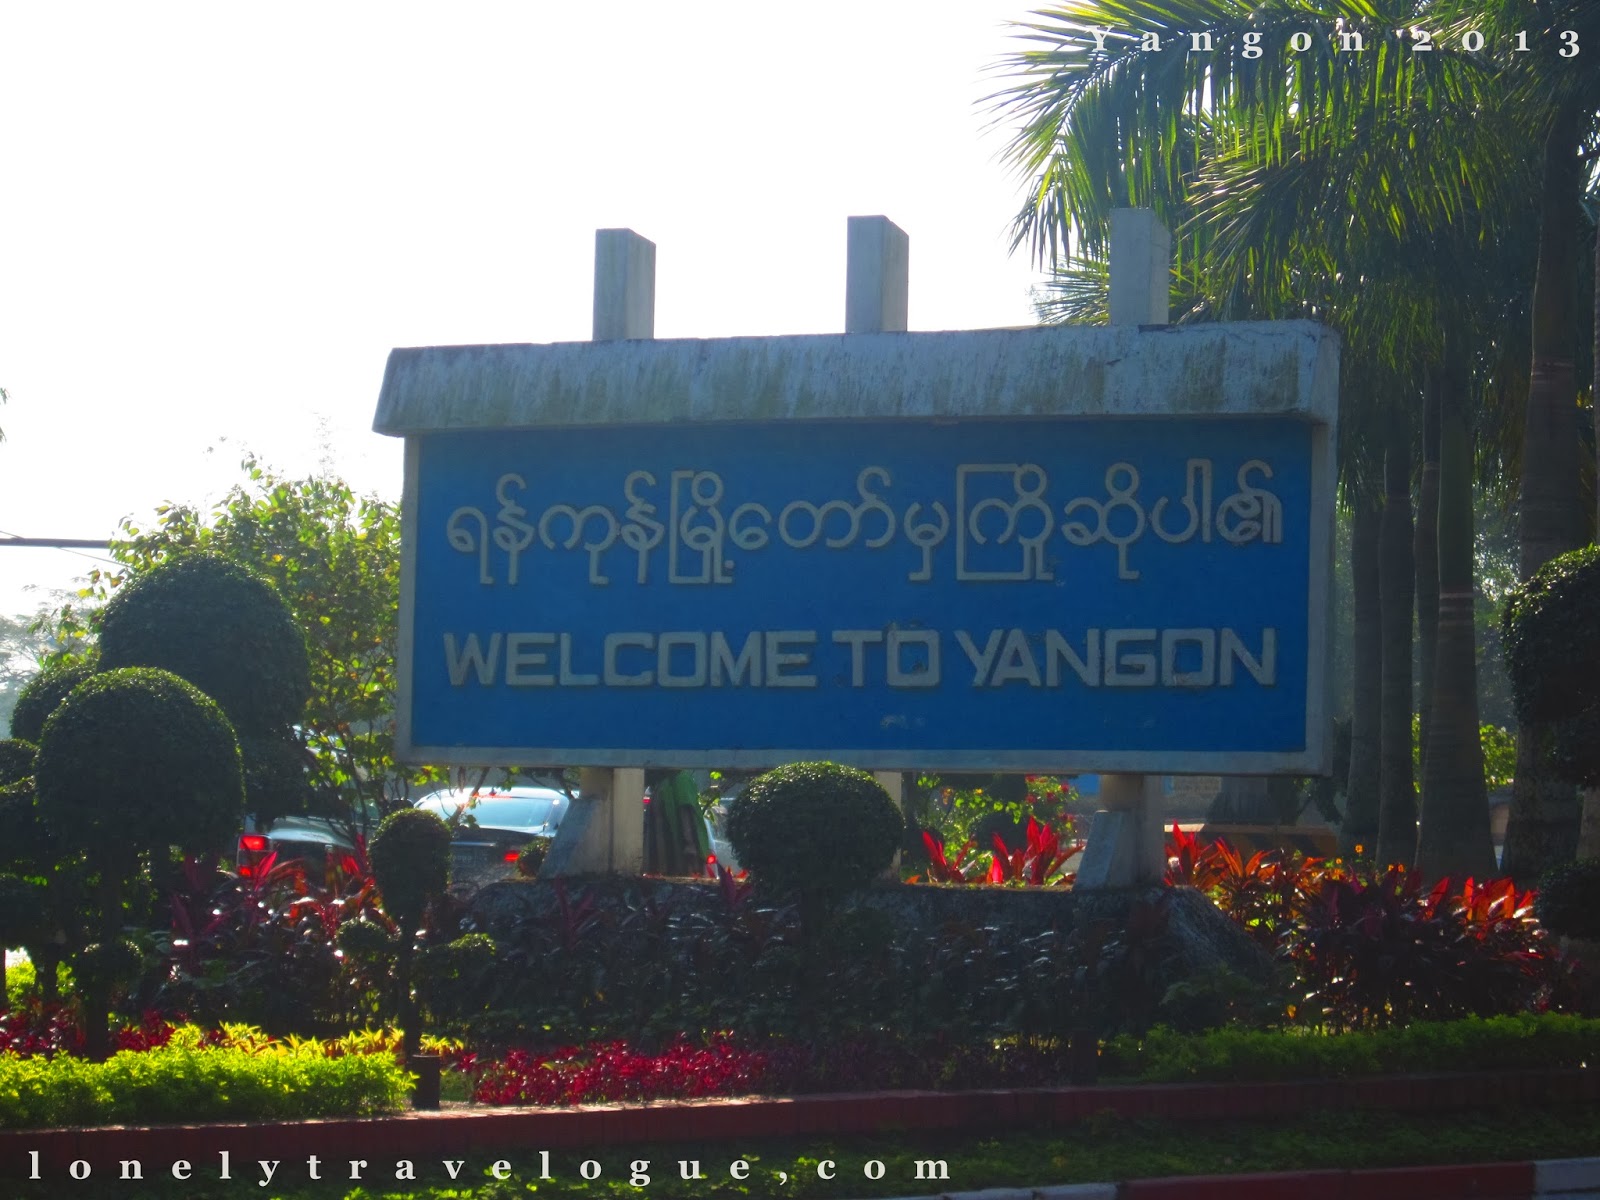 Yangon 2013
ရန်ကုန်မြို့တော်မှကြိုဆိုပါ၏
WELCOME TO YANGON
lonelytravelogue,com